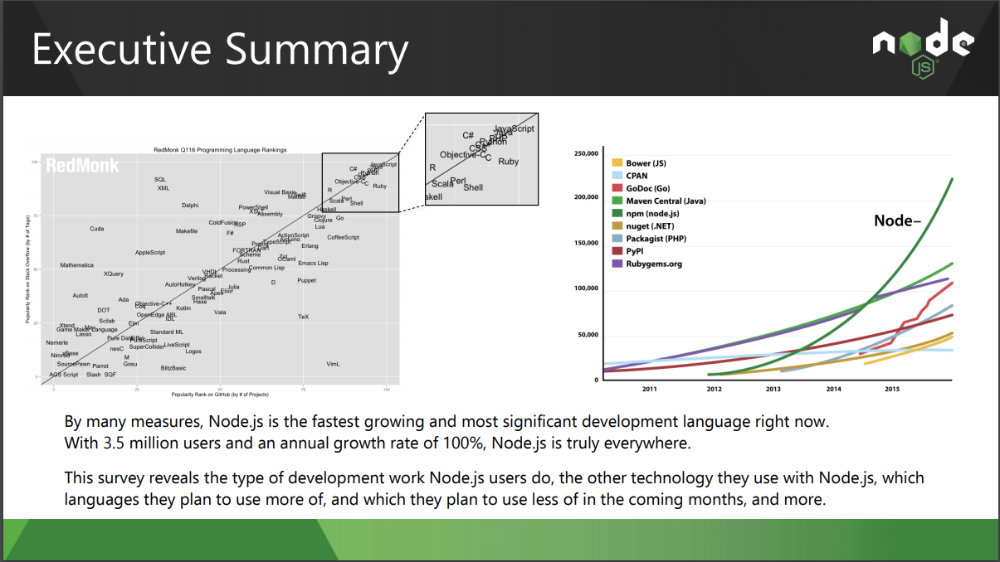 Executive Summary
node
JS
RedMonk Q116 Programming Language Rankings
RedMonk
Popularity Rank on Stack Overflow (by # of Tags)
Popularity Rank on GitHub (by # of Projects)
100
75
50
25
0
0
25
50
75
100
SQL
XML
Delphi
Cuda
Makefile
AppleScript
Mathematica
XQuery
AutoIt
Ada
DOT
Scilab
Xtend
Max
Game Maker Language
Lasso
Nemerle
xBase
Nimrod
SourcePawn
Parrot
AGS Script
Slash
SQF
M
Gosu
nesC
BlitzBasic
Logos
LiveScript
SuperCollider
PureScript
Standard ML
Elm
IDL
OpenEdge ABL
Objective-C++
Coq
Kotlin
Vala
Haxe
Smalltalk
Apex
Elixir
Pascal
Julia
AutoHotkey
Verilog
VHDL
Racket
Processing
Common Lisp
Rust
Scheme
FORTRAN
Dart
Prolog
TypeScript
Arduino
ActionScript
Tcl
OCaml
Erlang
Emacs Lisp
D
Puppet
TeX
VimL
CoffeeScript
Lua
Clojure
Go
Groovy
Haskell
ColdFusion
ASP
F#
PowerShell
XSLT
Assembly
Visual Basic
Matlab
Swift
R
Scala
Perl
Shell
Objective-C
C
Ruby
C#
CSS
Python
PHP
Java
JavaScript
JavaScript
Java
C#
PHP
Python
C++
CSS
Objective-C
C
Ruby
R
Scala
Perl
Shell
skell
250,000
200,000
150,000
100,000
50,000
0
Bower (JS)
CPAN
GoDoc (Go)
Maven Central (Java)
npm (node.js)
nuget (.NET)
Packagist (PHP)
PyPI
Rubygems.org
Node–
2011
2012
2013
2014
2015
By many measures, Node.js is the fastest growing and most significant development language right now.
With 3.5 million users and an annual growth rate of 100%, Node.js is truly everywhere.
This survey reveals the type of development work Node.js users do, the other technology they use with Node.js, which
languages they plan to use more of, and which they plan to use less of in the coming months, and more.